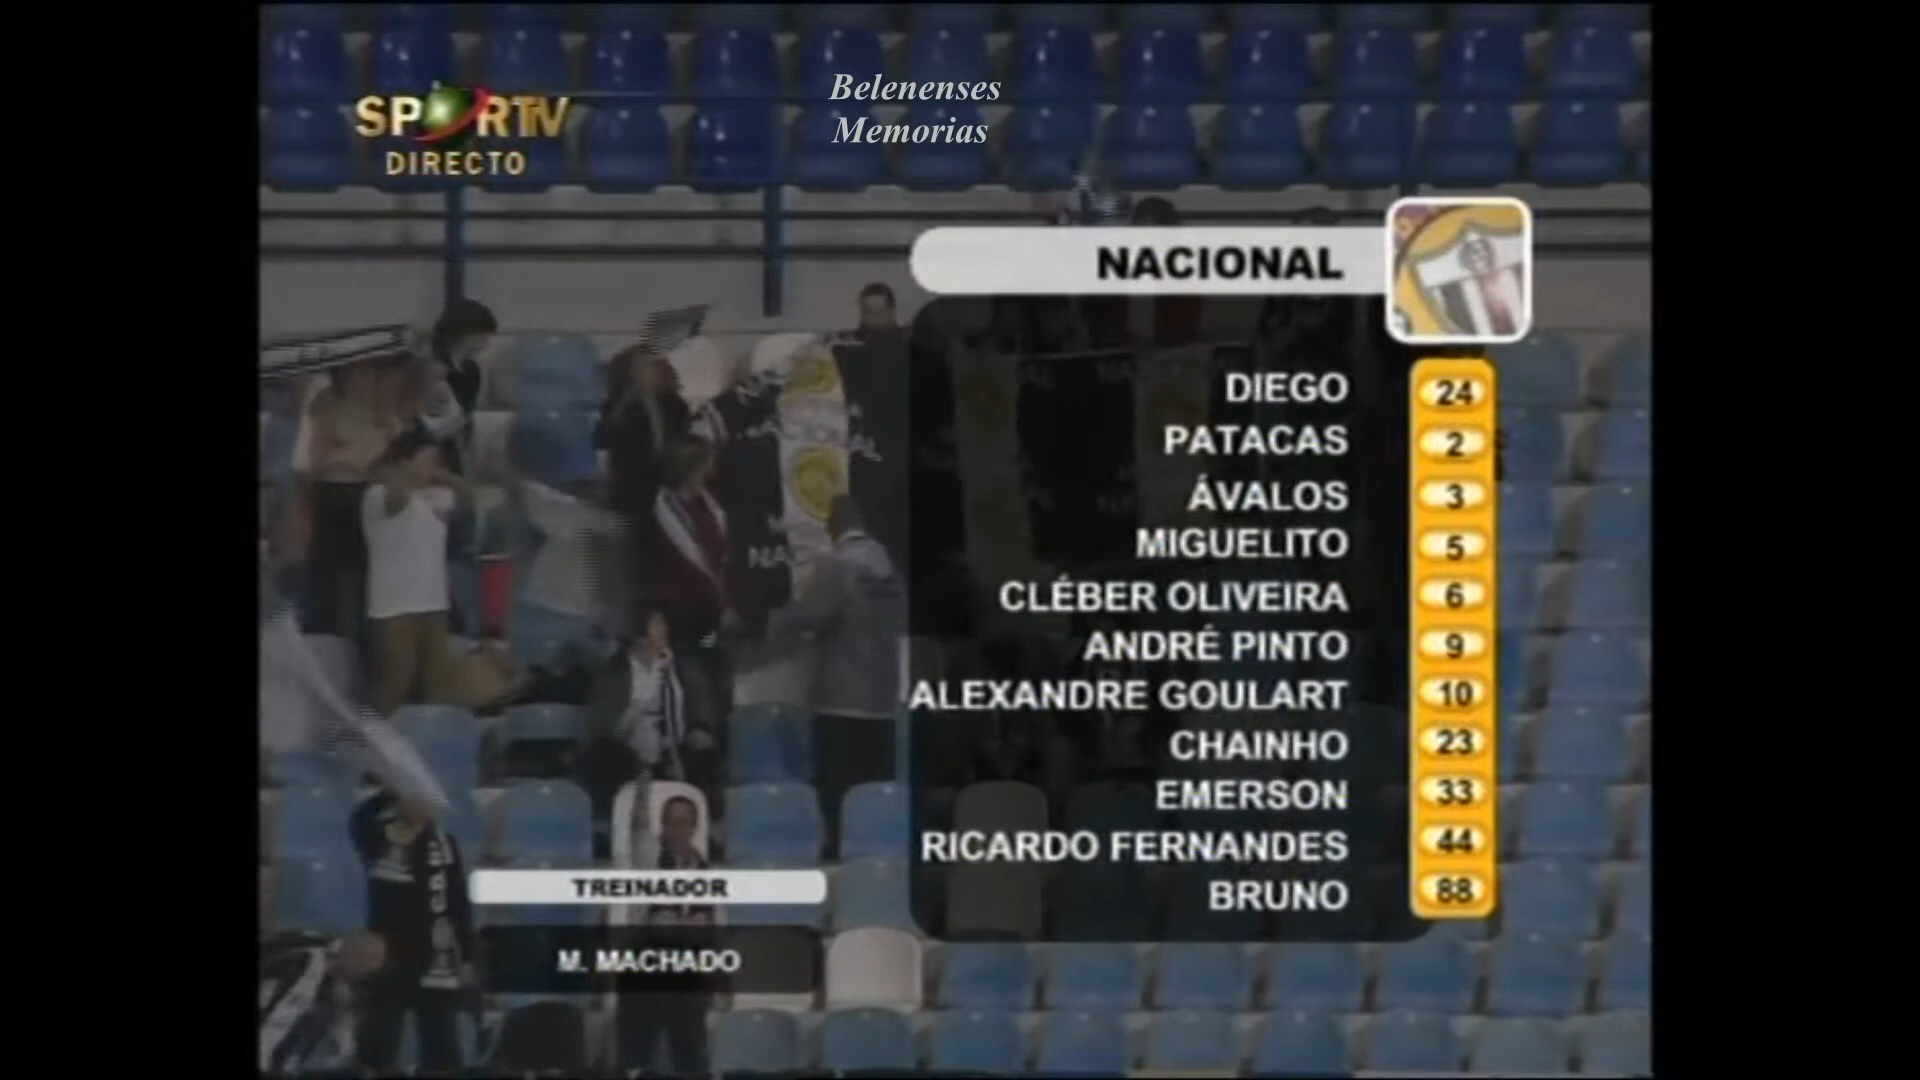 SPORTV
DIRECTO
Belenenses
Memorias
NACIONAL
DIEGO 24
PATACAS 2
ÁVALOS 3
MIGUELITO 5
CLÉBER OLIVEIRA 6
ANDRÉ PINTO 9
ALEXANDRE GOULART 10
CHAINHO 23
EMERSON 33
RICARDO FERNANDES 44
BRUNO 88
TREINADOR
M. MACHADO